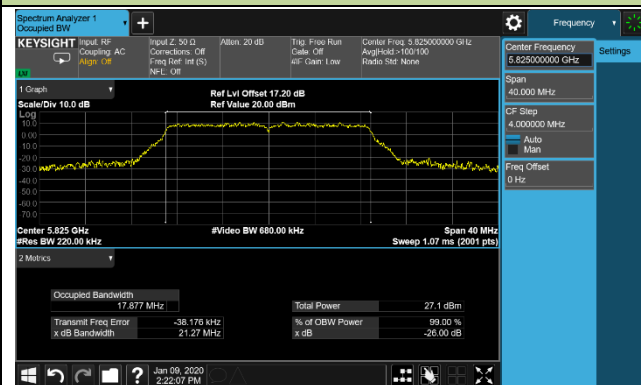 Spectrum Analyzer 1
Occupied BW
+
Frequency
KEYSIGHT
Input: RF
Coupling: AC
Align: Off
Input Z: 50 Ω
Corrections: Off
Freq Ref: Int (S)
NFE: Off
Atten: 20 dB
Trig: Free Run
Gate: Off
#IF Gain: Low
Center Freq: 5.825000000 GHz
Avg|Hold:>100/100
Radio Std: None
LXI
Center Frequency
5.825000000 GHz
Settings
Span
40.000 MHz
CF Step
4.000000 MHz
Auto
Man
Freq Offset
0 Hz
1 Graph
Scale/Div 10.0 dB
Ref Lvl Offset 17.20 dB
Ref Value 20.00 dBm
Log
10.0
0.00
-10.0
-20.0
-30.0
-40.0
-50.0
-60.0
-70.0
Center 5.825 GHz
#Video BW 680.00 kHz
Span 40 MHz
#Res BW 220.00 kHz
Sweep 1.07 ms (2001 pts)
2 Metrics
Occupied Bandwidth
17.877 MHz
Total Power
27.1 dBm
Transmit Freq Error
-38.176 kHz
% of OBW Power
99.00 %
x dB Bandwidth
21.27 MHz
x dB
-26.00 dB
?
Jan 09, 2020
2:22:07 PM